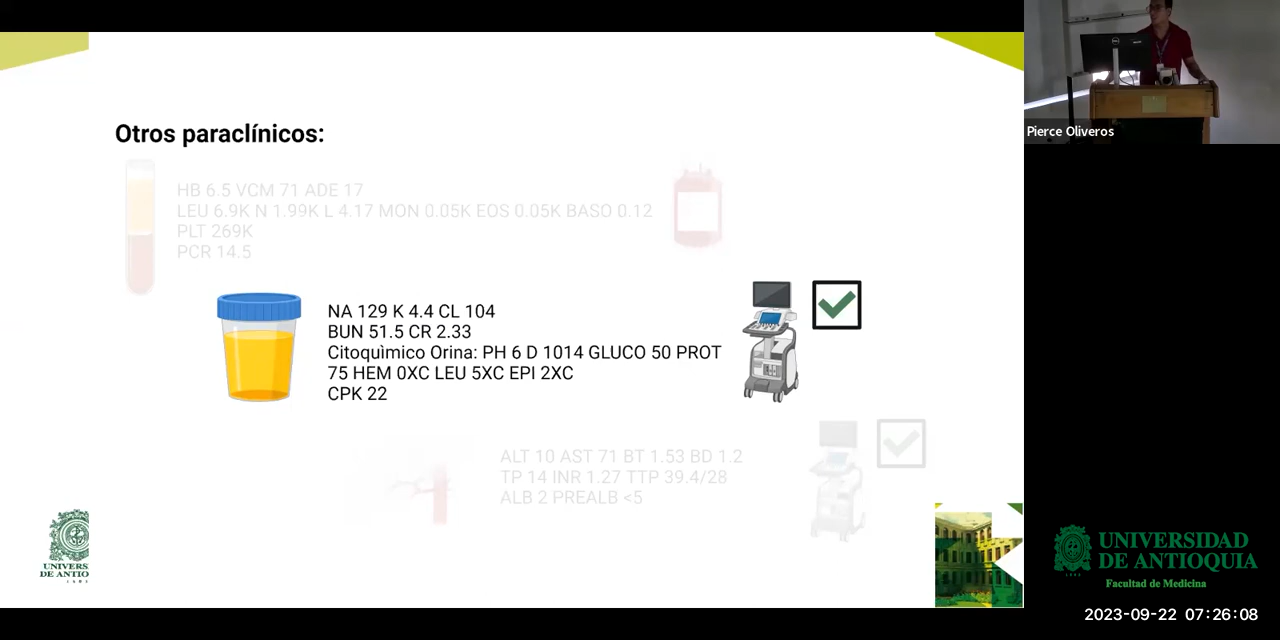 Otros paraclínicos:
HB 6.5 VCM 71 ADE 17
LEU 6.9K N 1.99K L 4.17 MON 0.05K EOS 0.05K BASO 0.12
PLT 269K
PCR 14.5
NA 129 K 4.4 CL 104
BUN 51.5 CR 2.33
Citoquìmico Orina: PH 6 D 1014 GLUCO 50 PROT
75 HEM 0XC LEU 5XC EPI 2XC
CPK 22
ALT 10 AST 71 BT 1.53 BD 1.2
TP 14 INR 1.27 TTP 39.4/28
ALB 2 PREALB <5
UNIVERS
DE ANTIO
Pierce Oliveros
UNIVERSIDAD
DE ANTIOQUIA
Facultad de Medicina
2023-09-22 07:26:08